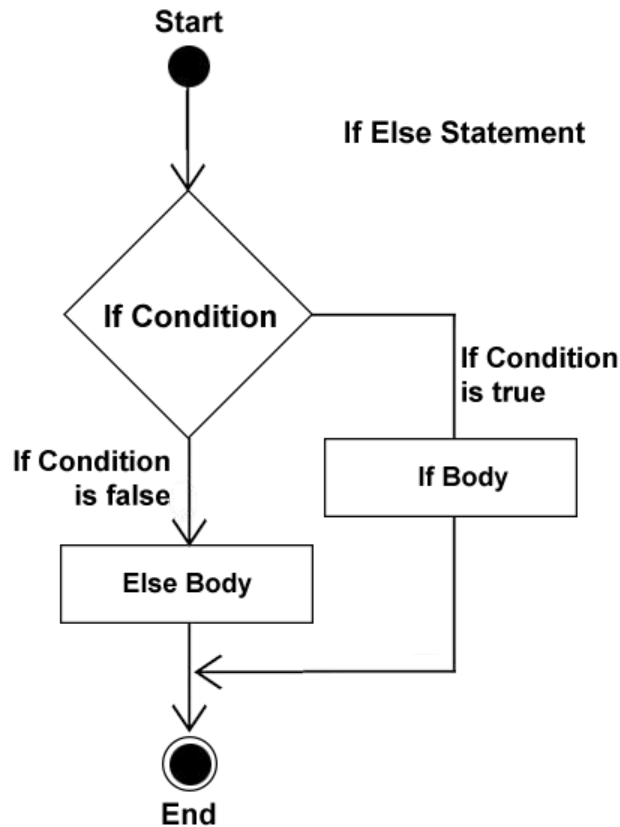 Start
If Else Statement
If Condition
If Condition
is true
If Condition
is false
If Body
Else Body
End